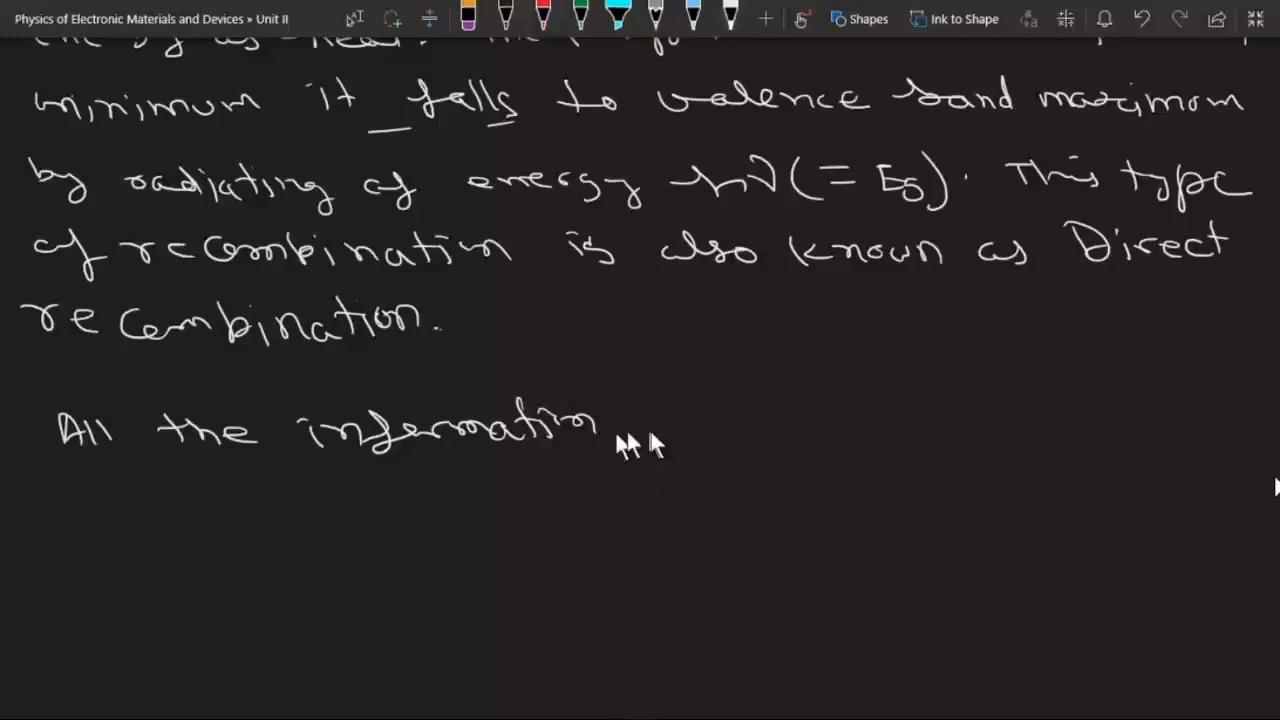 Physics of Electronic Materials and Devices » Unit II
Shapes
Ink to Shape
minimum it falls to valence band maximum
by radiating of energy hν(= Eg). This type
of recombination is also known as Direct
recombination.
All the information